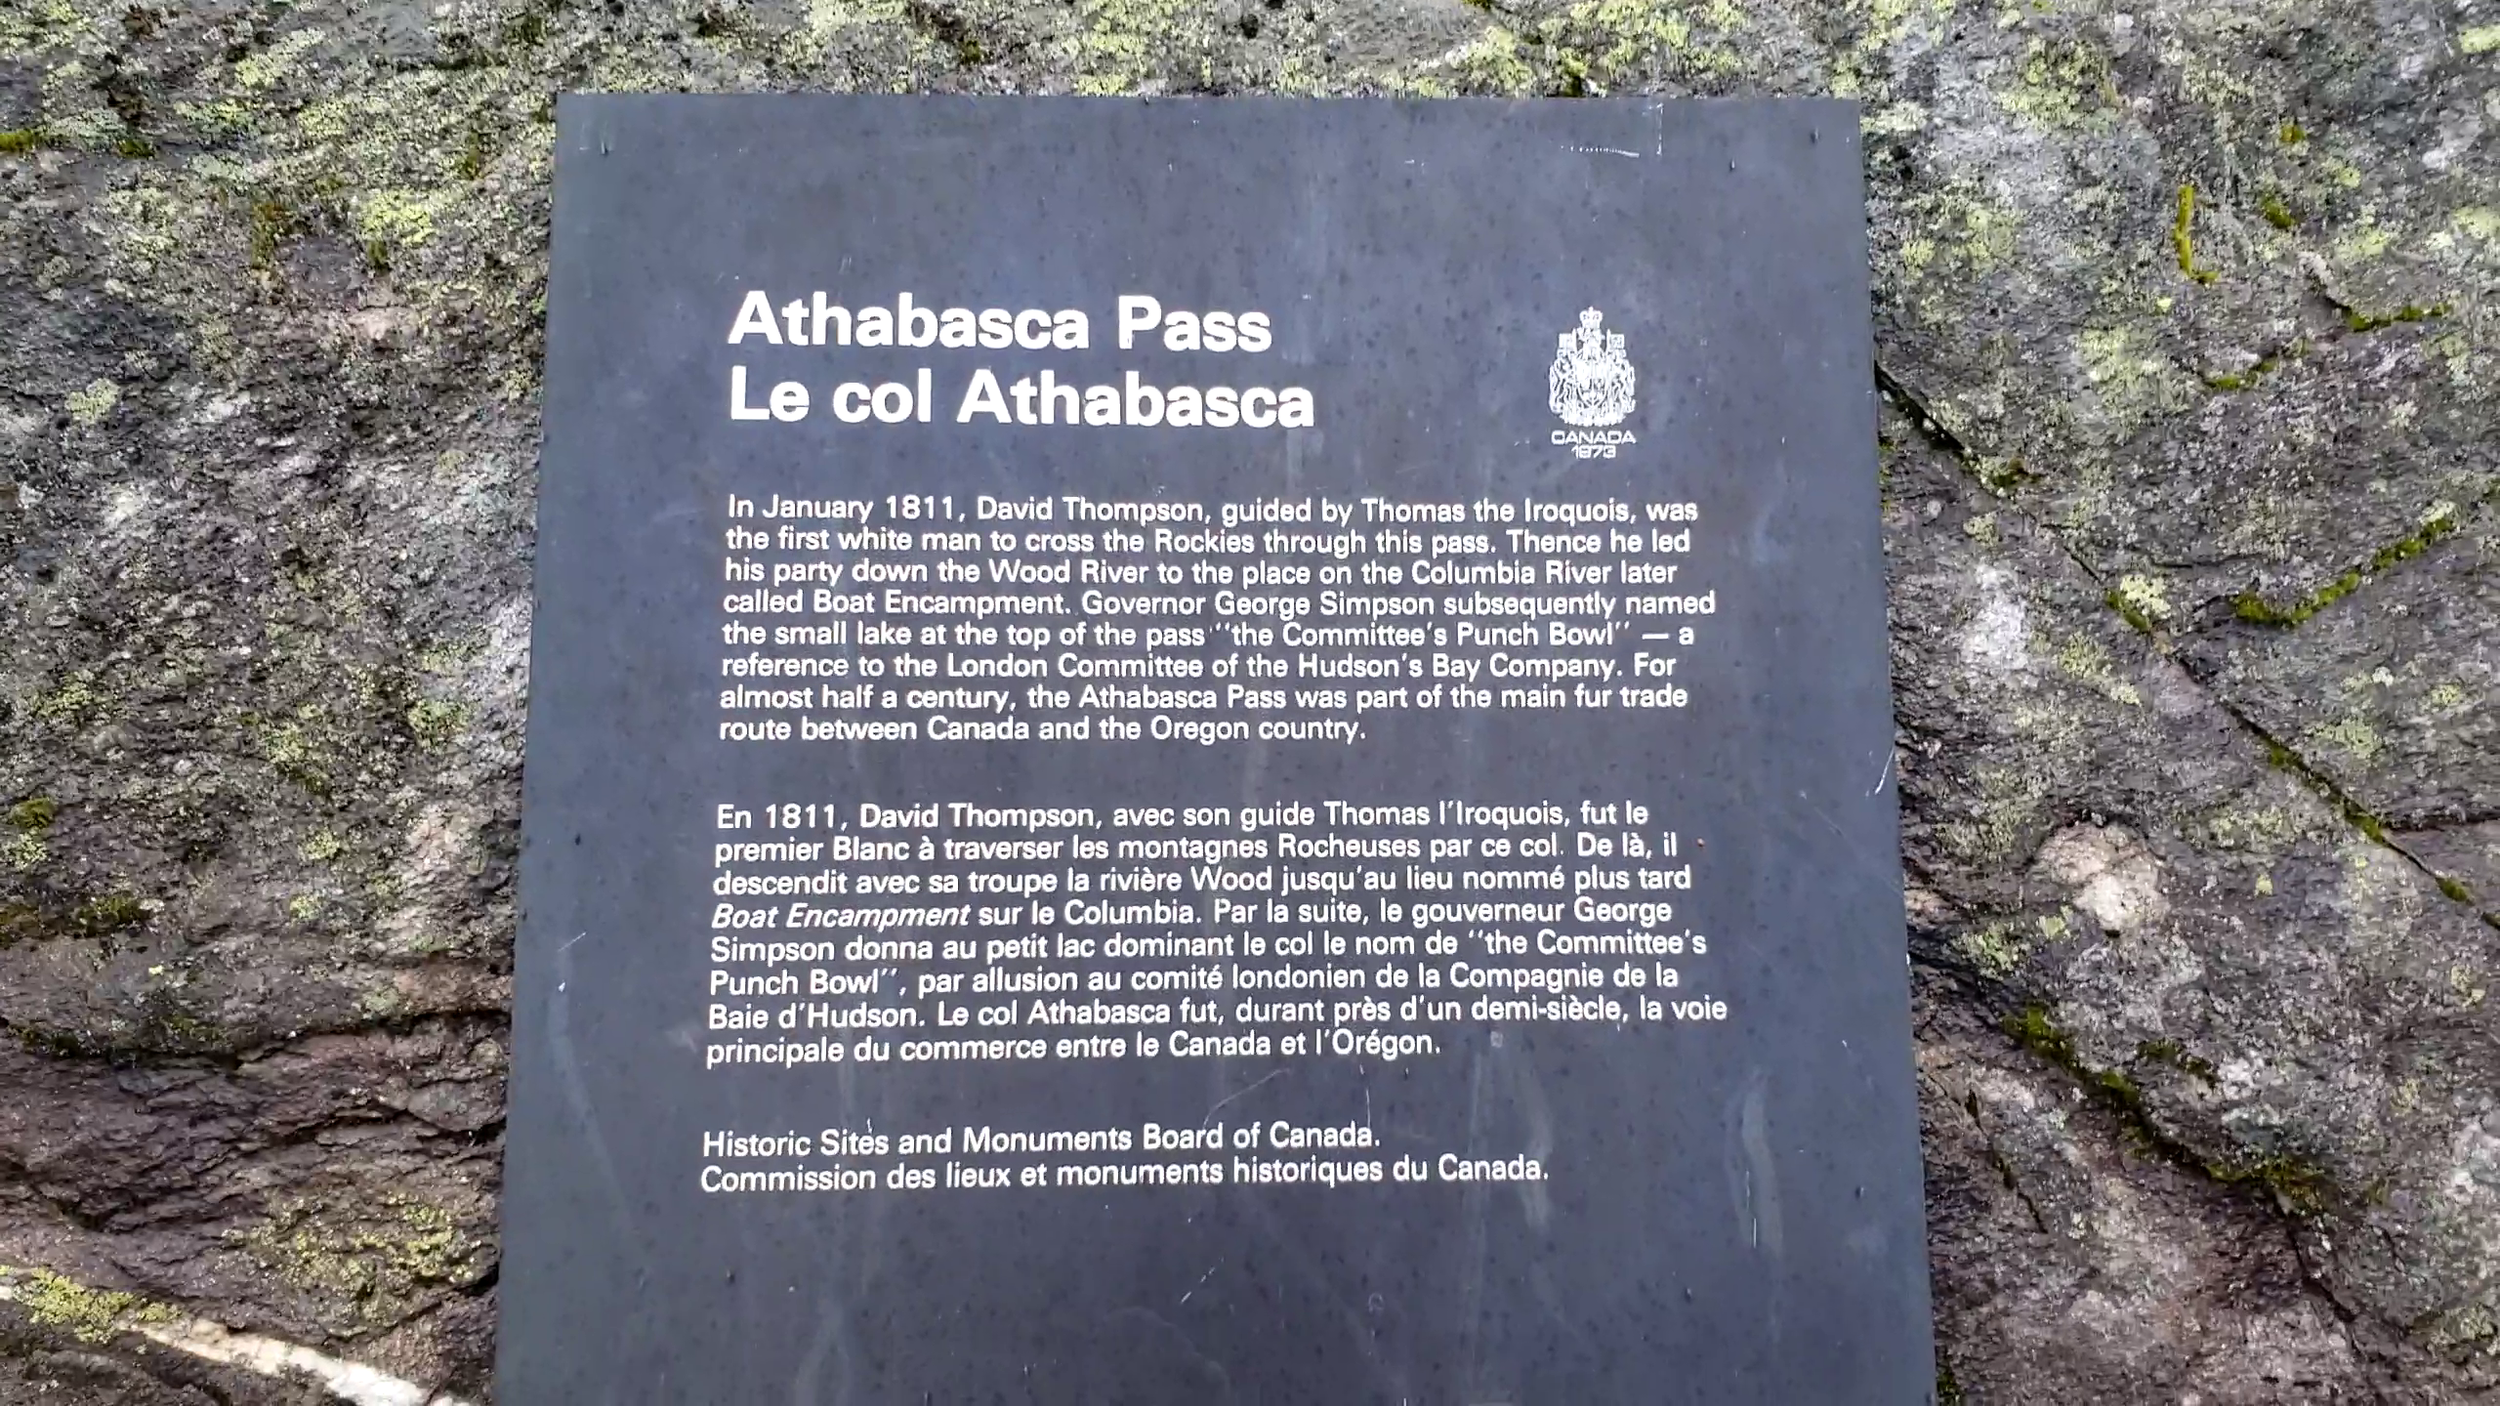 Athabasca Pass
Le col Athabasca
CANADA
1973
In January 1811, David Thompson, guided by Thomas the Iroquois, was
the first white man to cross the Rockies through this pass. Thence he led
his party down the Wood River to the place on the Columbia River later
called Boat Encampment. Governor George Simpson subsequently named
the small lake at the top of the pass ''the Committee's Punch Bowl'' — a
reference to the London Committee of the Hudson's Bay Company. For
almost half a century, the Athabasca Pass was part of the main fur trade
route between Canada and the Oregon country.
En 1811, David Thompson, avec son guide Thomas l'Iroquois, fut le
premier Blanc à traverser les montagnes Rocheuses par ce col. De là, il
descendit avec sa troupe la rivière Wood jusqu'au lieu nommé plus tard
Boat Encampment sur le Columbia. Par la suite, le gouverneur George
Simpson donna au petit lac dominant le col le nom de ''the Committee's
Punch Bowl'', par allusion au comité londonien de la Compagnie de la
Baie d'Hudson. Le col Athabasca fut, durant près d'un demi-siècle, la voie
principale du commerce entre le Canada et l'Orégon.
Historic Sites and Monuments Board of Canada.
Commission des lieux et monuments historiques du Canada.